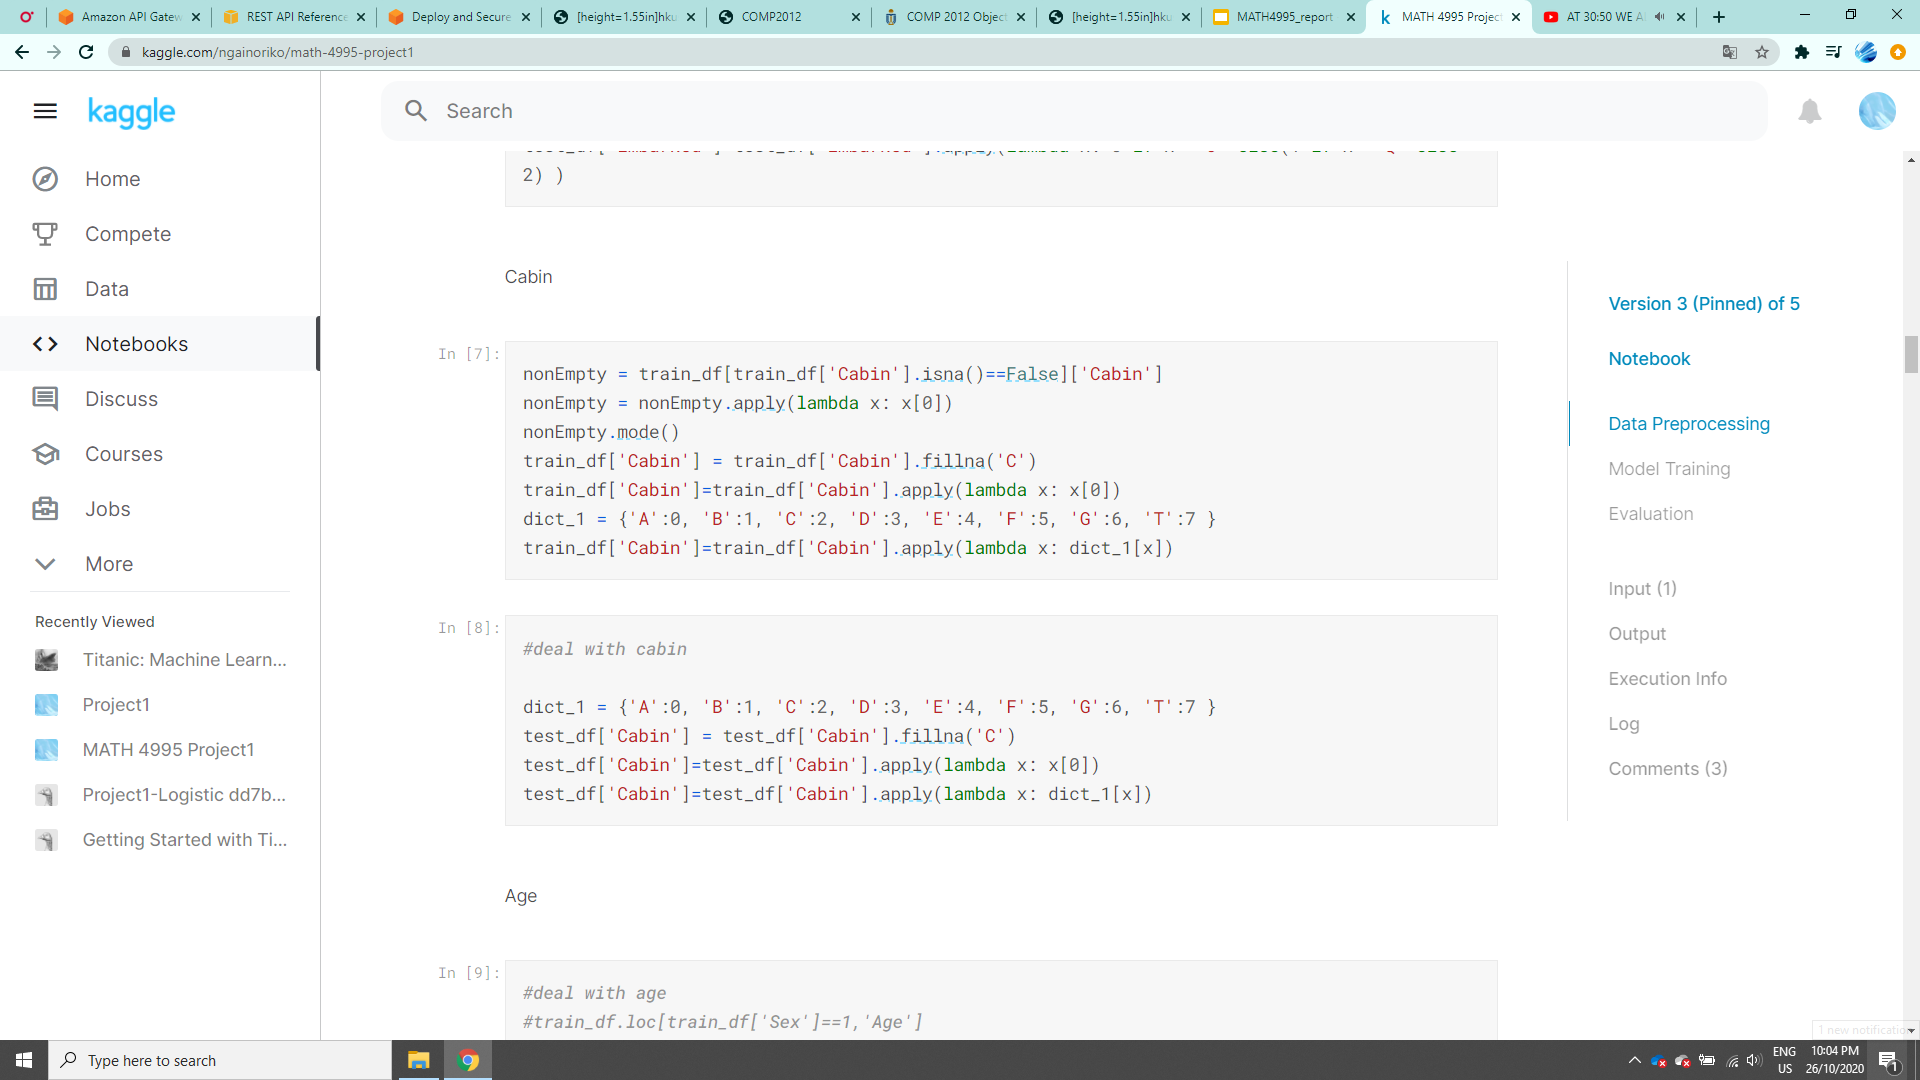 Amazon API Gatew
REST API Reference
Deploy and Secure
[height=1.55in]hku
COMP2012
COMP 2012 Object
[height=1.55in]hku
MATH4995_report
MATH 4995 Project
AT 30:50 WE A
kaggle.com/ngainoriko/math-4995-project1
kaggle
Search
Home
Compete
Data
Notebooks
Discuss
Courses
Jobs
More
Recently Viewed
Titanic: Machine Learn...
Project1
MATH 4995 Project1
Project1-Logistic dd7b...
Getting Started with Ti...
2) )
Cabin
In [7]:
nonEmpty = train_df[train_df['Cabin'].isna()==False]['Cabin']
nonEmpty = nonEmpty.apply(lambda x: x[0])
nonEmpty.mode()
train_df['Cabin'] = train_df['Cabin'].fillna('C')
train_df['Cabin']=train_df['Cabin'].apply(lambda x: x[0])
dict_1 = {'A':0, 'B':1, 'C':2, 'D':3, 'E':4, 'F':5, 'G':6, 'T':7 }
train_df['Cabin']=train_df['Cabin'].apply(lambda x: dict_1[x])
In [8]:
#deal with cabin
dict_1 = {'A':0, 'B':1, 'C':2, 'D':3, 'E':4, 'F':5, 'G':6, 'T':7 }
test_df['Cabin'] = test_df['Cabin'].fillna('C')
test_df['Cabin']=test_df['Cabin'].apply(lambda x: x[0])
test_df['Cabin']=test_df['Cabin'].apply(lambda x: dict_1[x])
Age
In [9]:
#deal with age
#train_df.loc[train_df['Sex']==1,'Age']
Version 3 (Pinned) of 5
Notebook
Data Preprocessing
Model Training
Evaluation
Input (1)
Output
Execution Info
Log
Comments (3)
1 new notificatio
Type here to search
ENG
US
10:04 PM
26/10/2020
1